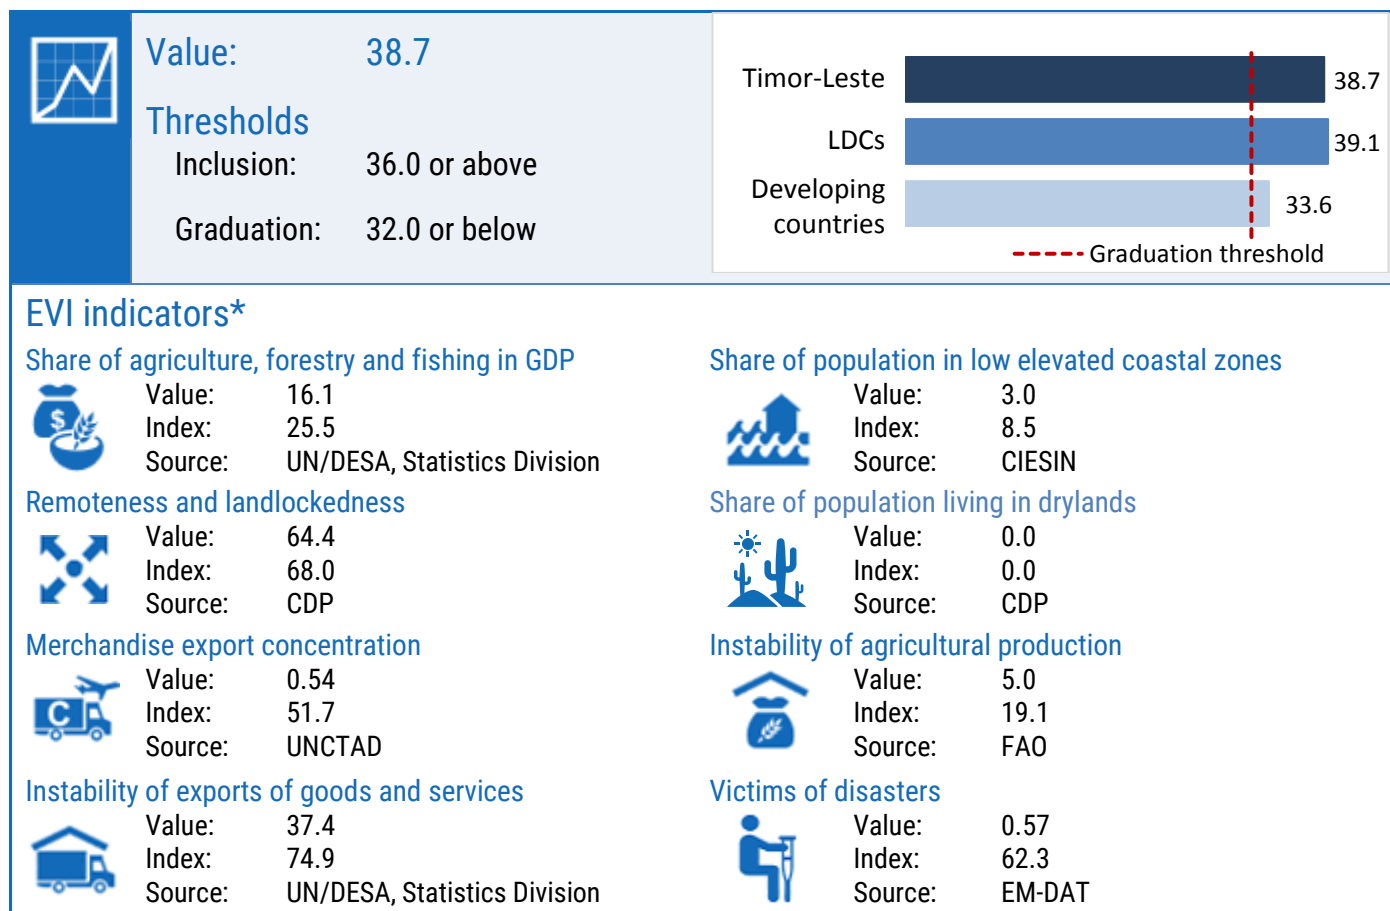 Value: 38.7
Thresholds
Inclusion: 36.0 or above
Graduation: 32.0 or below
Timor-Leste 38.7
LDCs 39.1
Developing
countries 33.6
Graduation threshold
EVI indicators*
Share of agriculture, forestry and fishing in GDP
$
Value: 16.1
Index: 25.5
Source: UN/DESA, Statistics Division
Share of population in low elevated coastal zones
Value: 3.0
Index: 8.5
Source: CIESIN
Remoteness and landlockedness
Value: 64.4
Index: 68.0
Source: CDP
Share of population living in drylands
Value: 0.0
Index: 0.0
Source: CDP
Merchandise export concentration
C
Value: 0.54
Index: 51.7
Source: UNCTAD
Instability of agricultural production
Value: 5.0
Index: 19.1
Source: FAO
Instability of exports of goods and services
Value: 37.4
Index: 74.9
Source: UN/DESA, Statistics Division
Victims of disasters
Value: 0.57
Index: 62.3
Source: EM-DAT